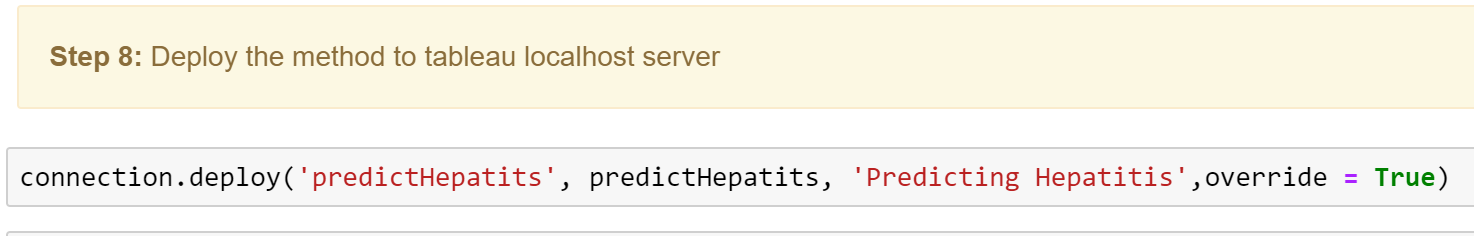 Step 8: Deploy the method to tableau localhost server
connection.deploy('predictHepatits', predictHepatits, 'Predicting Hepatitis',override = True)